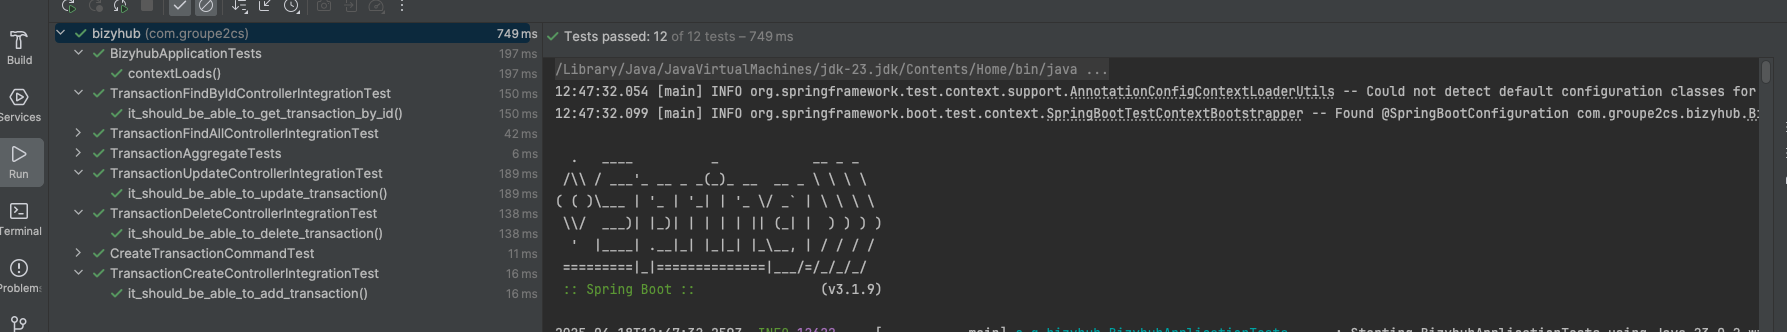 Build
Services
Run
Terminal
Problem
bizyhub (com.groupe2cs) 749 ms
BizyhubApplicationTests 197 ms
contextLoads() 197 ms
TransactionFindByIdControllerIntegrationTest 150 ms
it_should_be_able_to_get_transaction_by_id() 150 ms
TransactionFindAllControllerIntegrationTest 42 ms
TransactionAggregateTests 6 ms
TransactionUpdateControllerIntegrationTest 189 ms
it_should_be_able_to_update_transaction() 189 ms
TransactionDeleteControllerIntegrationTest 138 ms
it_should_be_able_to_delete_transaction() 138 ms
CreateTransactionCommandTest 11 ms
TransactionCreateControllerIntegrationTest 16 ms
it_should_be_able_to_add_transaction() 16 ms
Tests passed: 12 of 12 tests – 749 ms
/Library/Java/JavaVirtualMachines/jdk-23.jdk/Contents/Home/bin/java ...
12:47:32.054 [main] INFO org.springframework.test.context.support.AnnotationConfigContextLoaderUtils -- Could not detect default configuration classes for
12:47:32.099 [main] INFO org.springframework.boot.test.context.SpringBootTestContextBootstrapper -- Found @SpringBootConfiguration com.groupe2cs.bizyhub.Bi
:: Spring Boot :: (v3.1.9)